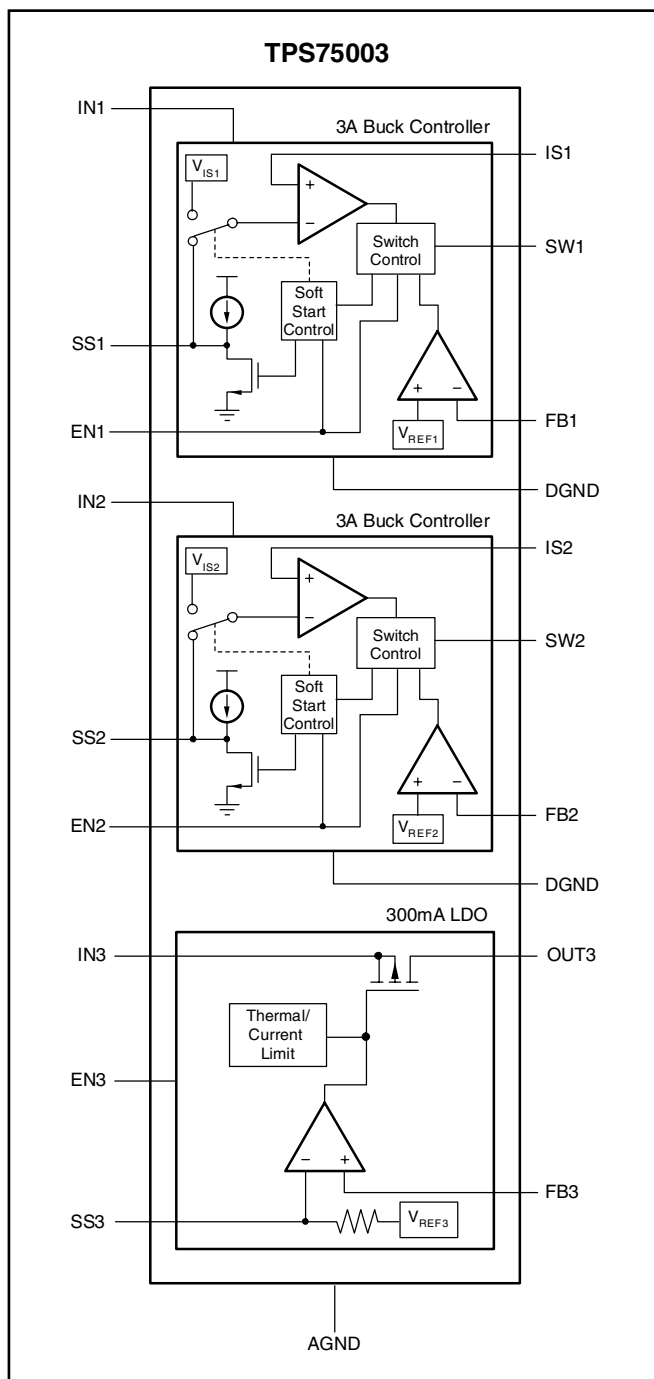 TPS75003
IN1
3A Buck Controller
IS1
V_IS1
+
−
Switch
Control
SW1
Soft
Start
Control
SS1
+ −
EN1
V_REF1
FB1
DGND
IN2
3A Buck Controller
IS2
V_IS2
+
−
Switch
Control
SW2
Soft
Start
Control
SS2
+ −
EN2
V_REF2
FB2
DGND
300mA LDO
IN3
OUT3
Thermal/
Current
Limit
EN3
− +
FB3
SS3
V_REF3
AGND